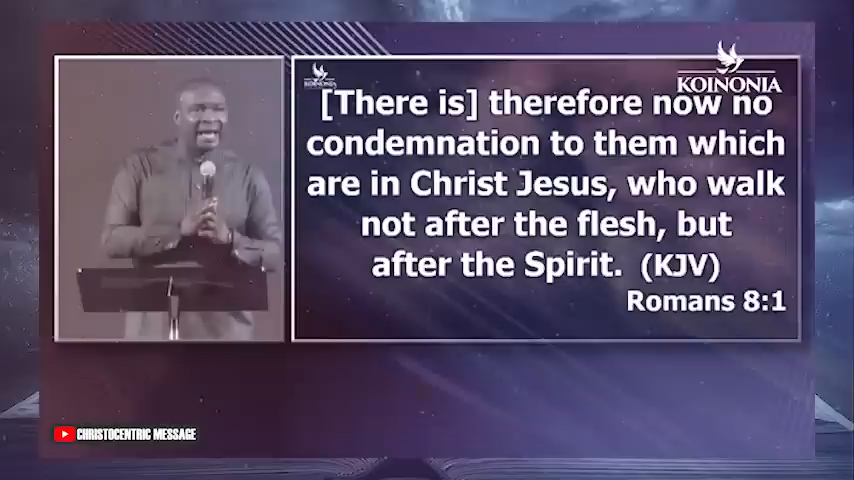 KOINONIA
KOINONIA
[There is] therefore now no
condemnation to them which
are in Christ Jesus, who walk
not after the flesh, but
after the Spirit. (KJV)
Romans 8:1
CHRISTOCENTRIC MESSAGE